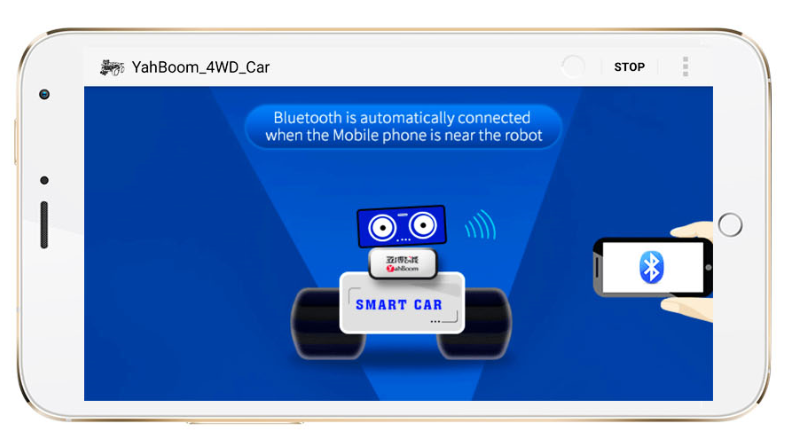 YahBoom_4WD_Car
STOP
Bluetooth is automatically connected
when the Mobile phone is near the robot
YahBoom
SMART CAR